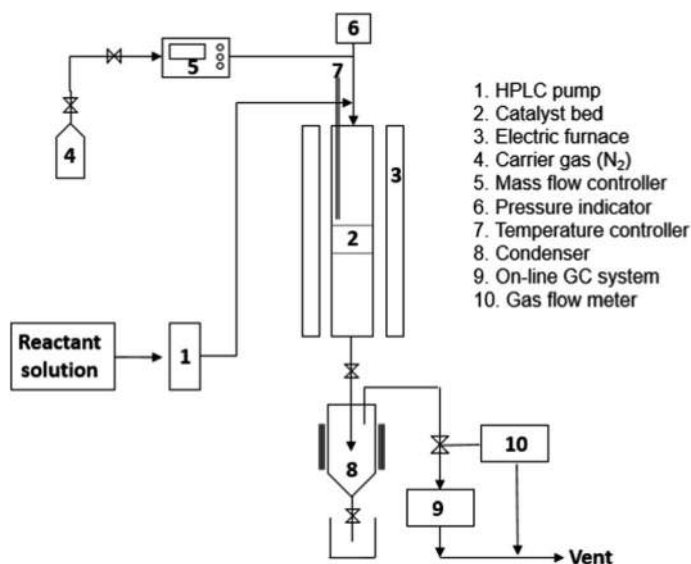 6
5
7
4
3
2
1
Reactant
solution
8
10
9
Vent
1. HPLC pump
2. Catalyst bed
3. Electric furnace
4. Carrier gas (N₂)
5. Mass flow controller
6. Pressure indicator
7. Temperature controller
8. Condenser
9. On-line GC system
10. Gas flow meter